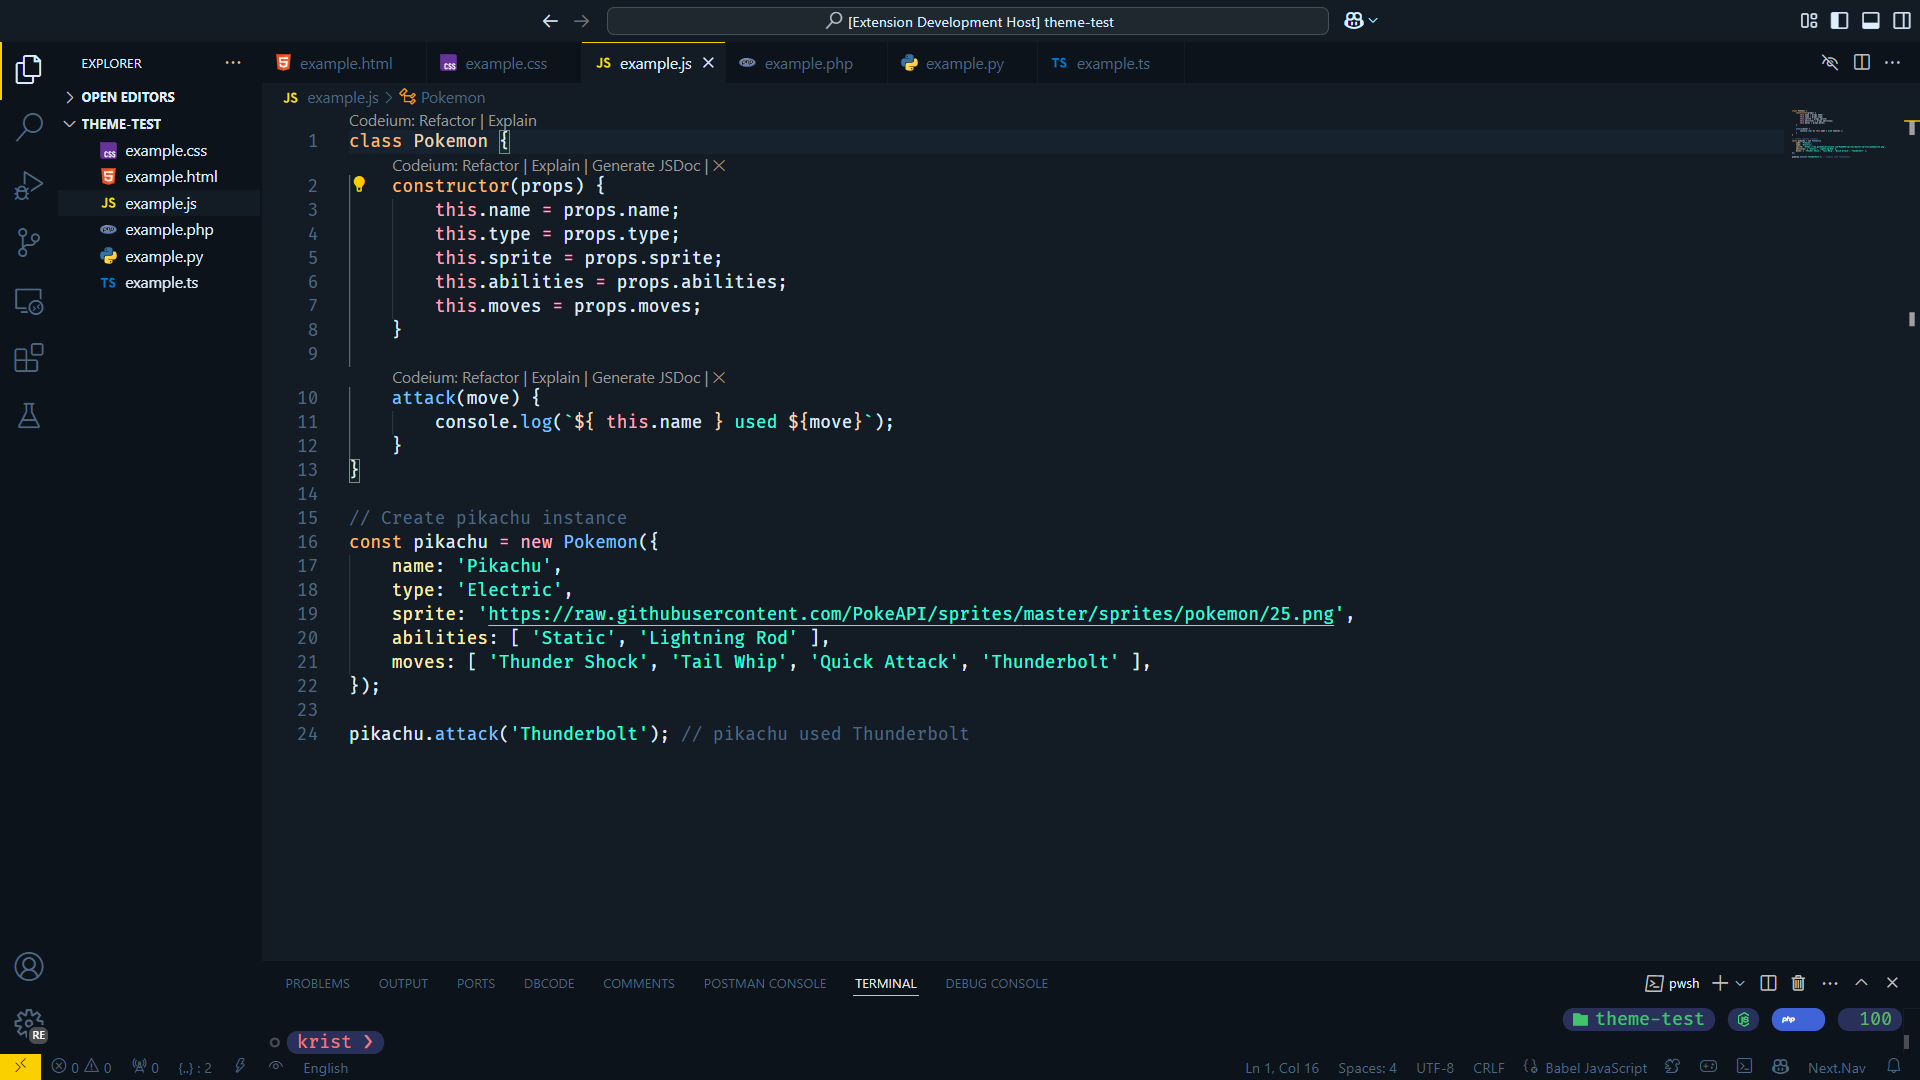 [Extension Development Host] theme-test
EXPLORER
OPEN EDITORS
THEME-TEST
example.css
example.html
JS example.js
example.php
example.py
TS example.ts
example.html
example.css
JS example.js
example.php
example.py
TS example.ts
JS example.js > Pokemon
Codeium: Refactor | Explain
1 class Pokemon {
Codeium: Refactor | Explain | Generate JSDoc | ×
2 constructor(props) {
3 this.name = props.name;
4 this.type = props.type;
5 this.sprite = props.sprite;
6 this.abilities = props.abilities;
7 this.moves = props.moves;
8 }
9
Codeium: Refactor | Explain | Generate JSDoc | ×
10 attack(move) {
11 console.log(`${ this.name } used ${move}`);
12 }
13 }
14
15 // Create pikachu instance
16 const pikachu = new Pokemon({
17 name: 'Pikachu',
18 type: 'Electric',
19 sprite: 'https://raw.githubusercontent.com/PokeAPI/sprites/master/sprites/pokemon/25.png',
20 abilities: [ 'Static', 'Lightning Rod' ],
21 moves: [ 'Thunder Shock', 'Tail Whip', 'Quick Attack', 'Thunderbolt' ],
22 });
23
24 pikachu.attack('Thunderbolt'); // pikachu used Thunderbolt
PROBLEMS OUTPUT PORTS DBCODE COMMENTS POSTMAN CONSOLE TERMINAL DEBUG CONSOLE
pwsh
krist ❯
theme-test php 100
RE
0 0 0 {..} : 2 English
Ln 1, Col 16 Spaces: 4 UTF-8 CRLF Babel JavaScript Next.Nav